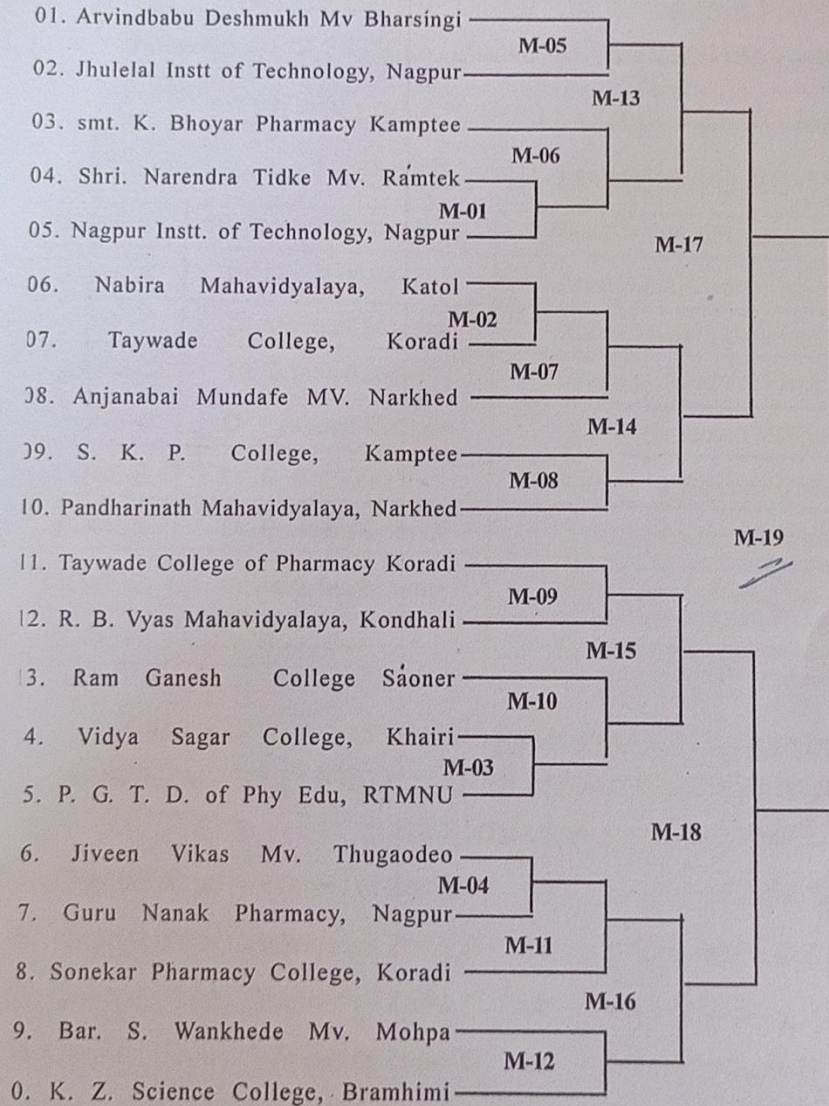 01. Arvindbabu Deshmukh Mv Bharsingi
M-05
02. Jhulelal Instt of Technology, Nagpur
M-13
03. smt. K. Bhoyar Pharmacy Kamptee
M-06
04. Shri. Narendra Tidke Mv. Ramtek
M-01
05. Nagpur Instt. of Technology, Nagpur
M-17
06. Nabira Mahavidyalaya, Katol
M-02
07. Taywade College, Koradi
M-07
08. Anjanabai Mundafe MV. Narkhed
M-14
09. S. K. P. College, Kamptee
M-08
10. Pandharinath Mahavidyalaya, Narkhed
M-19
11. Taywade College of Pharmacy Koradi
M-09
12. R. B. Vyas Mahavidyalaya, Kondhali
M-15
3. Ram Ganesh College Saoner
M-10
4. Vidya Sagar College, Khairi
M-03
5. P. G. T. D. of Phy Edu, RTMNU
M-18
6. Jiveen Vikas Mv. Thugaodeo
M-04
7. Guru Nanak Pharmacy, Nagpur
M-11
8. Sonekar Pharmacy College, Koradi
M-16
9. Bar. S. Wankhede Mv. Mohpa
M-12
0. K. Z. Science College, Bramhimi